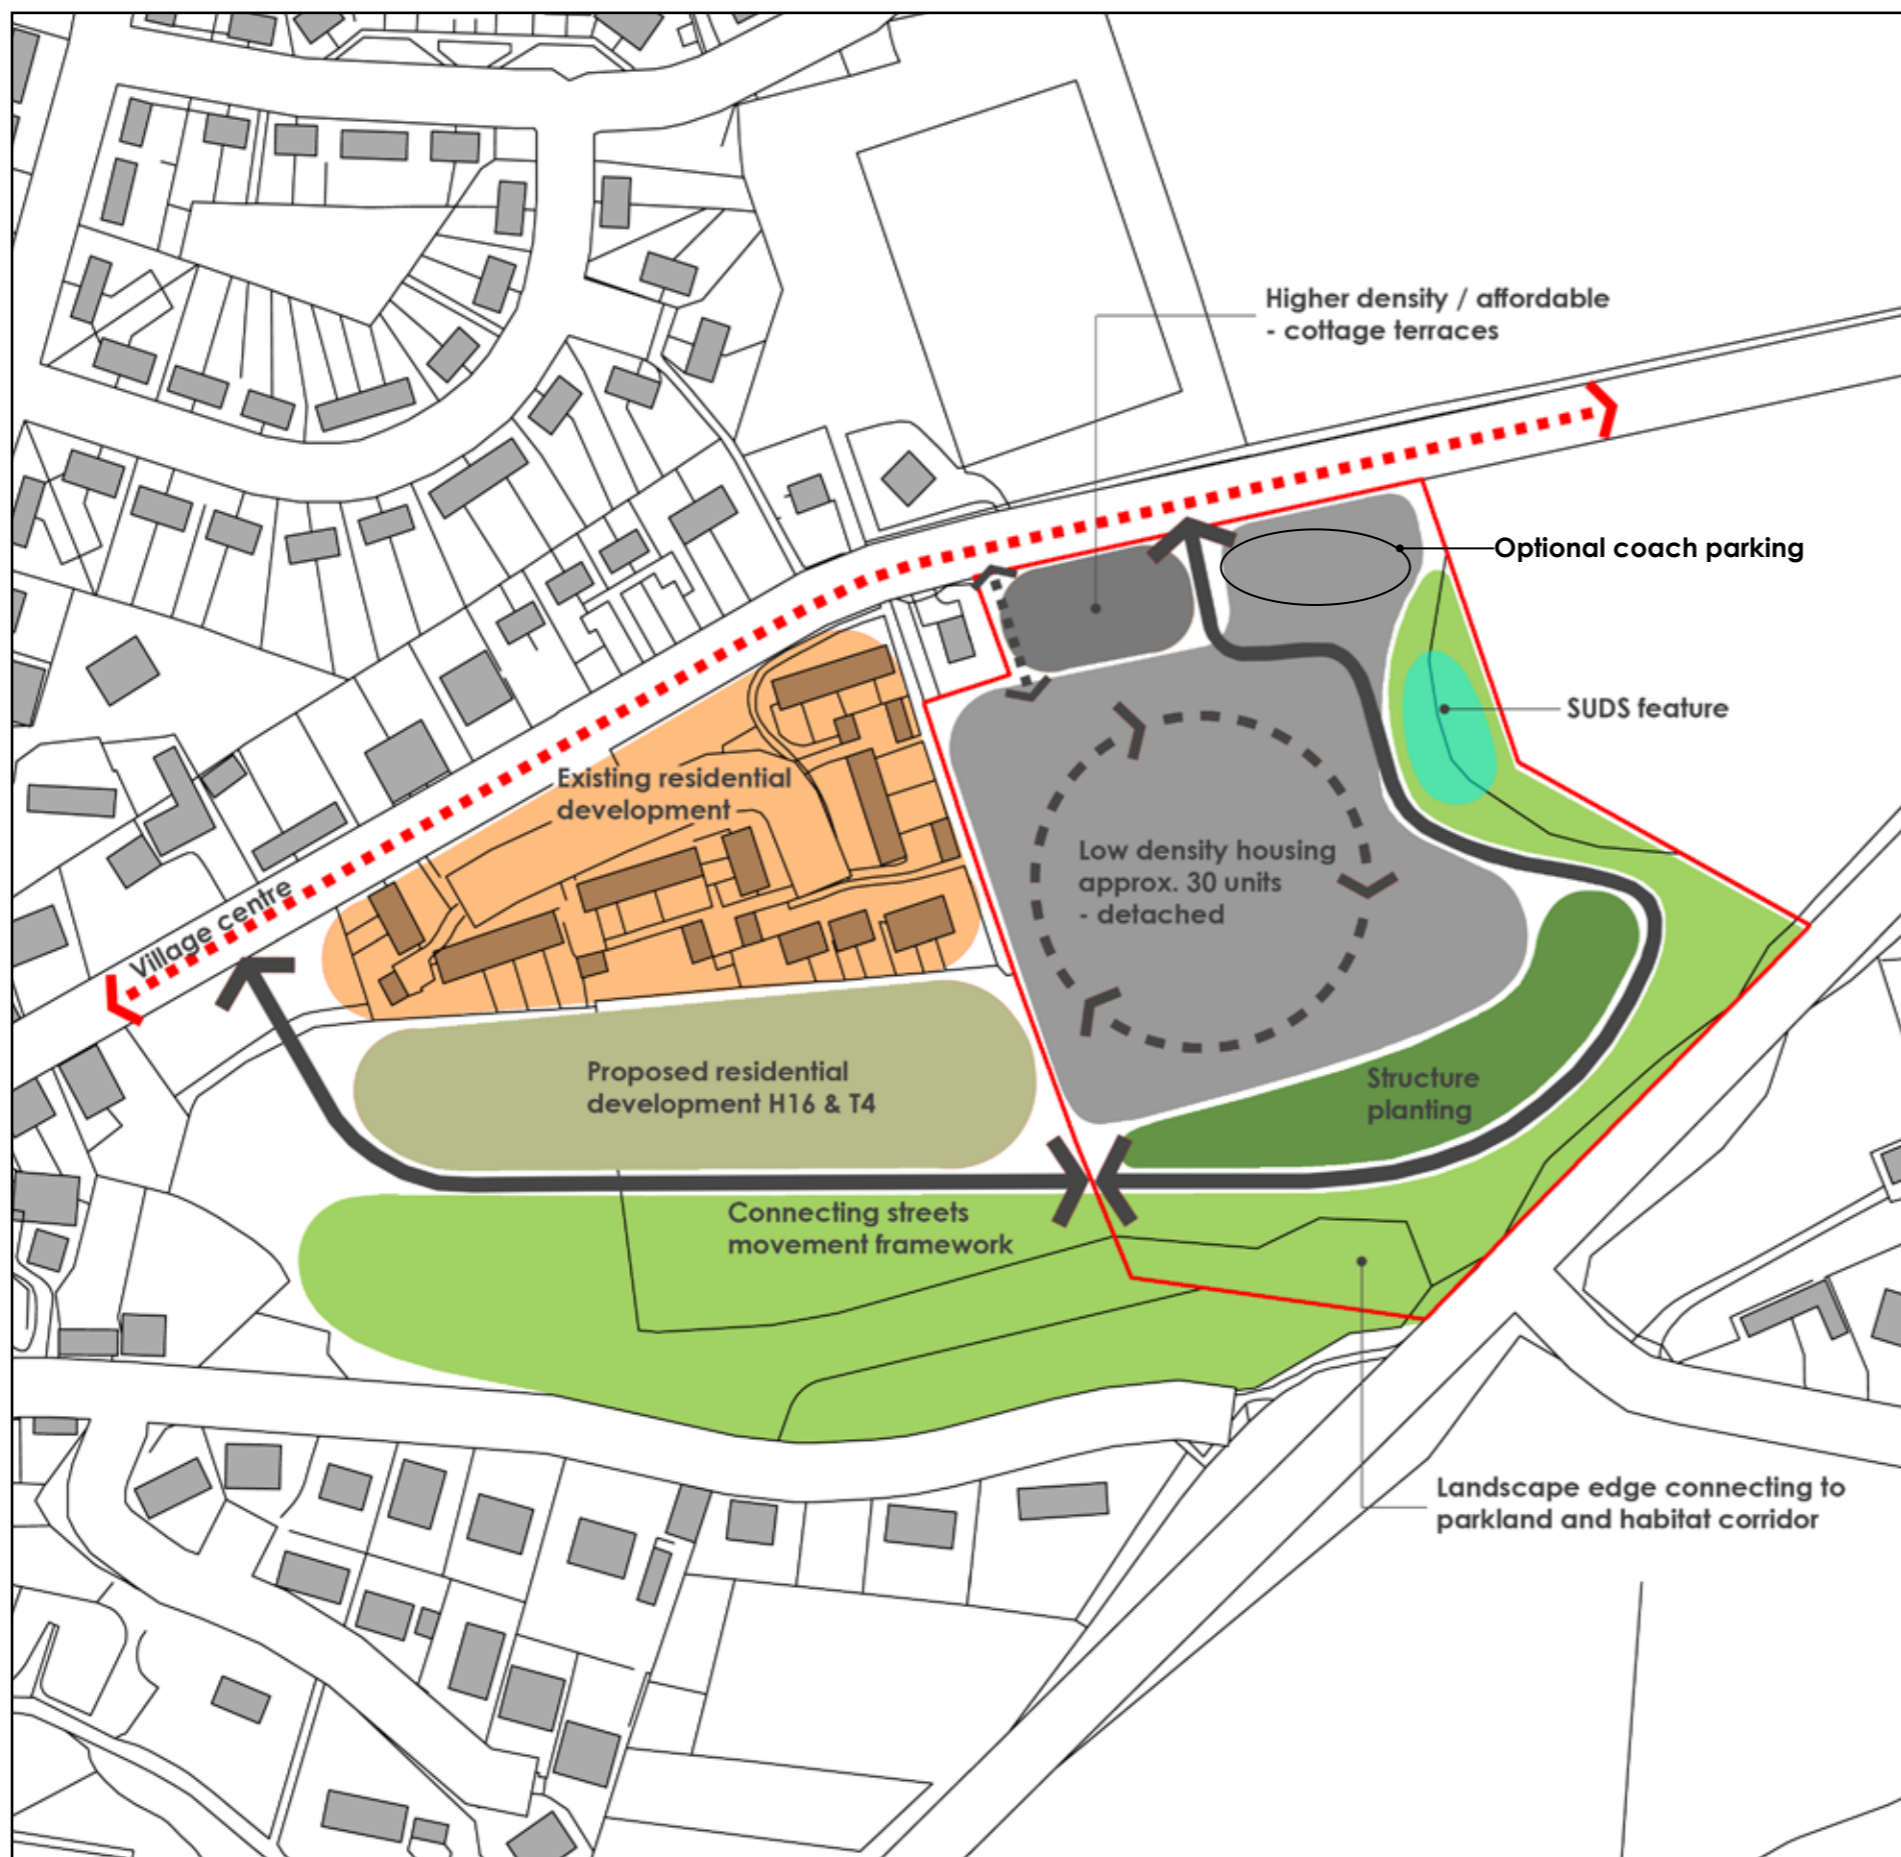 Higher density / affordable
- cottage terraces
Optional coach parking
SUDS feature
Existing residential
development
Low density housing
approx. 30 units
- detached
Village centre
Proposed residential
development H16 & T4
Structure
planting
Connecting streets
movement framework
Landscape edge connecting to
parkland and habitat corridor